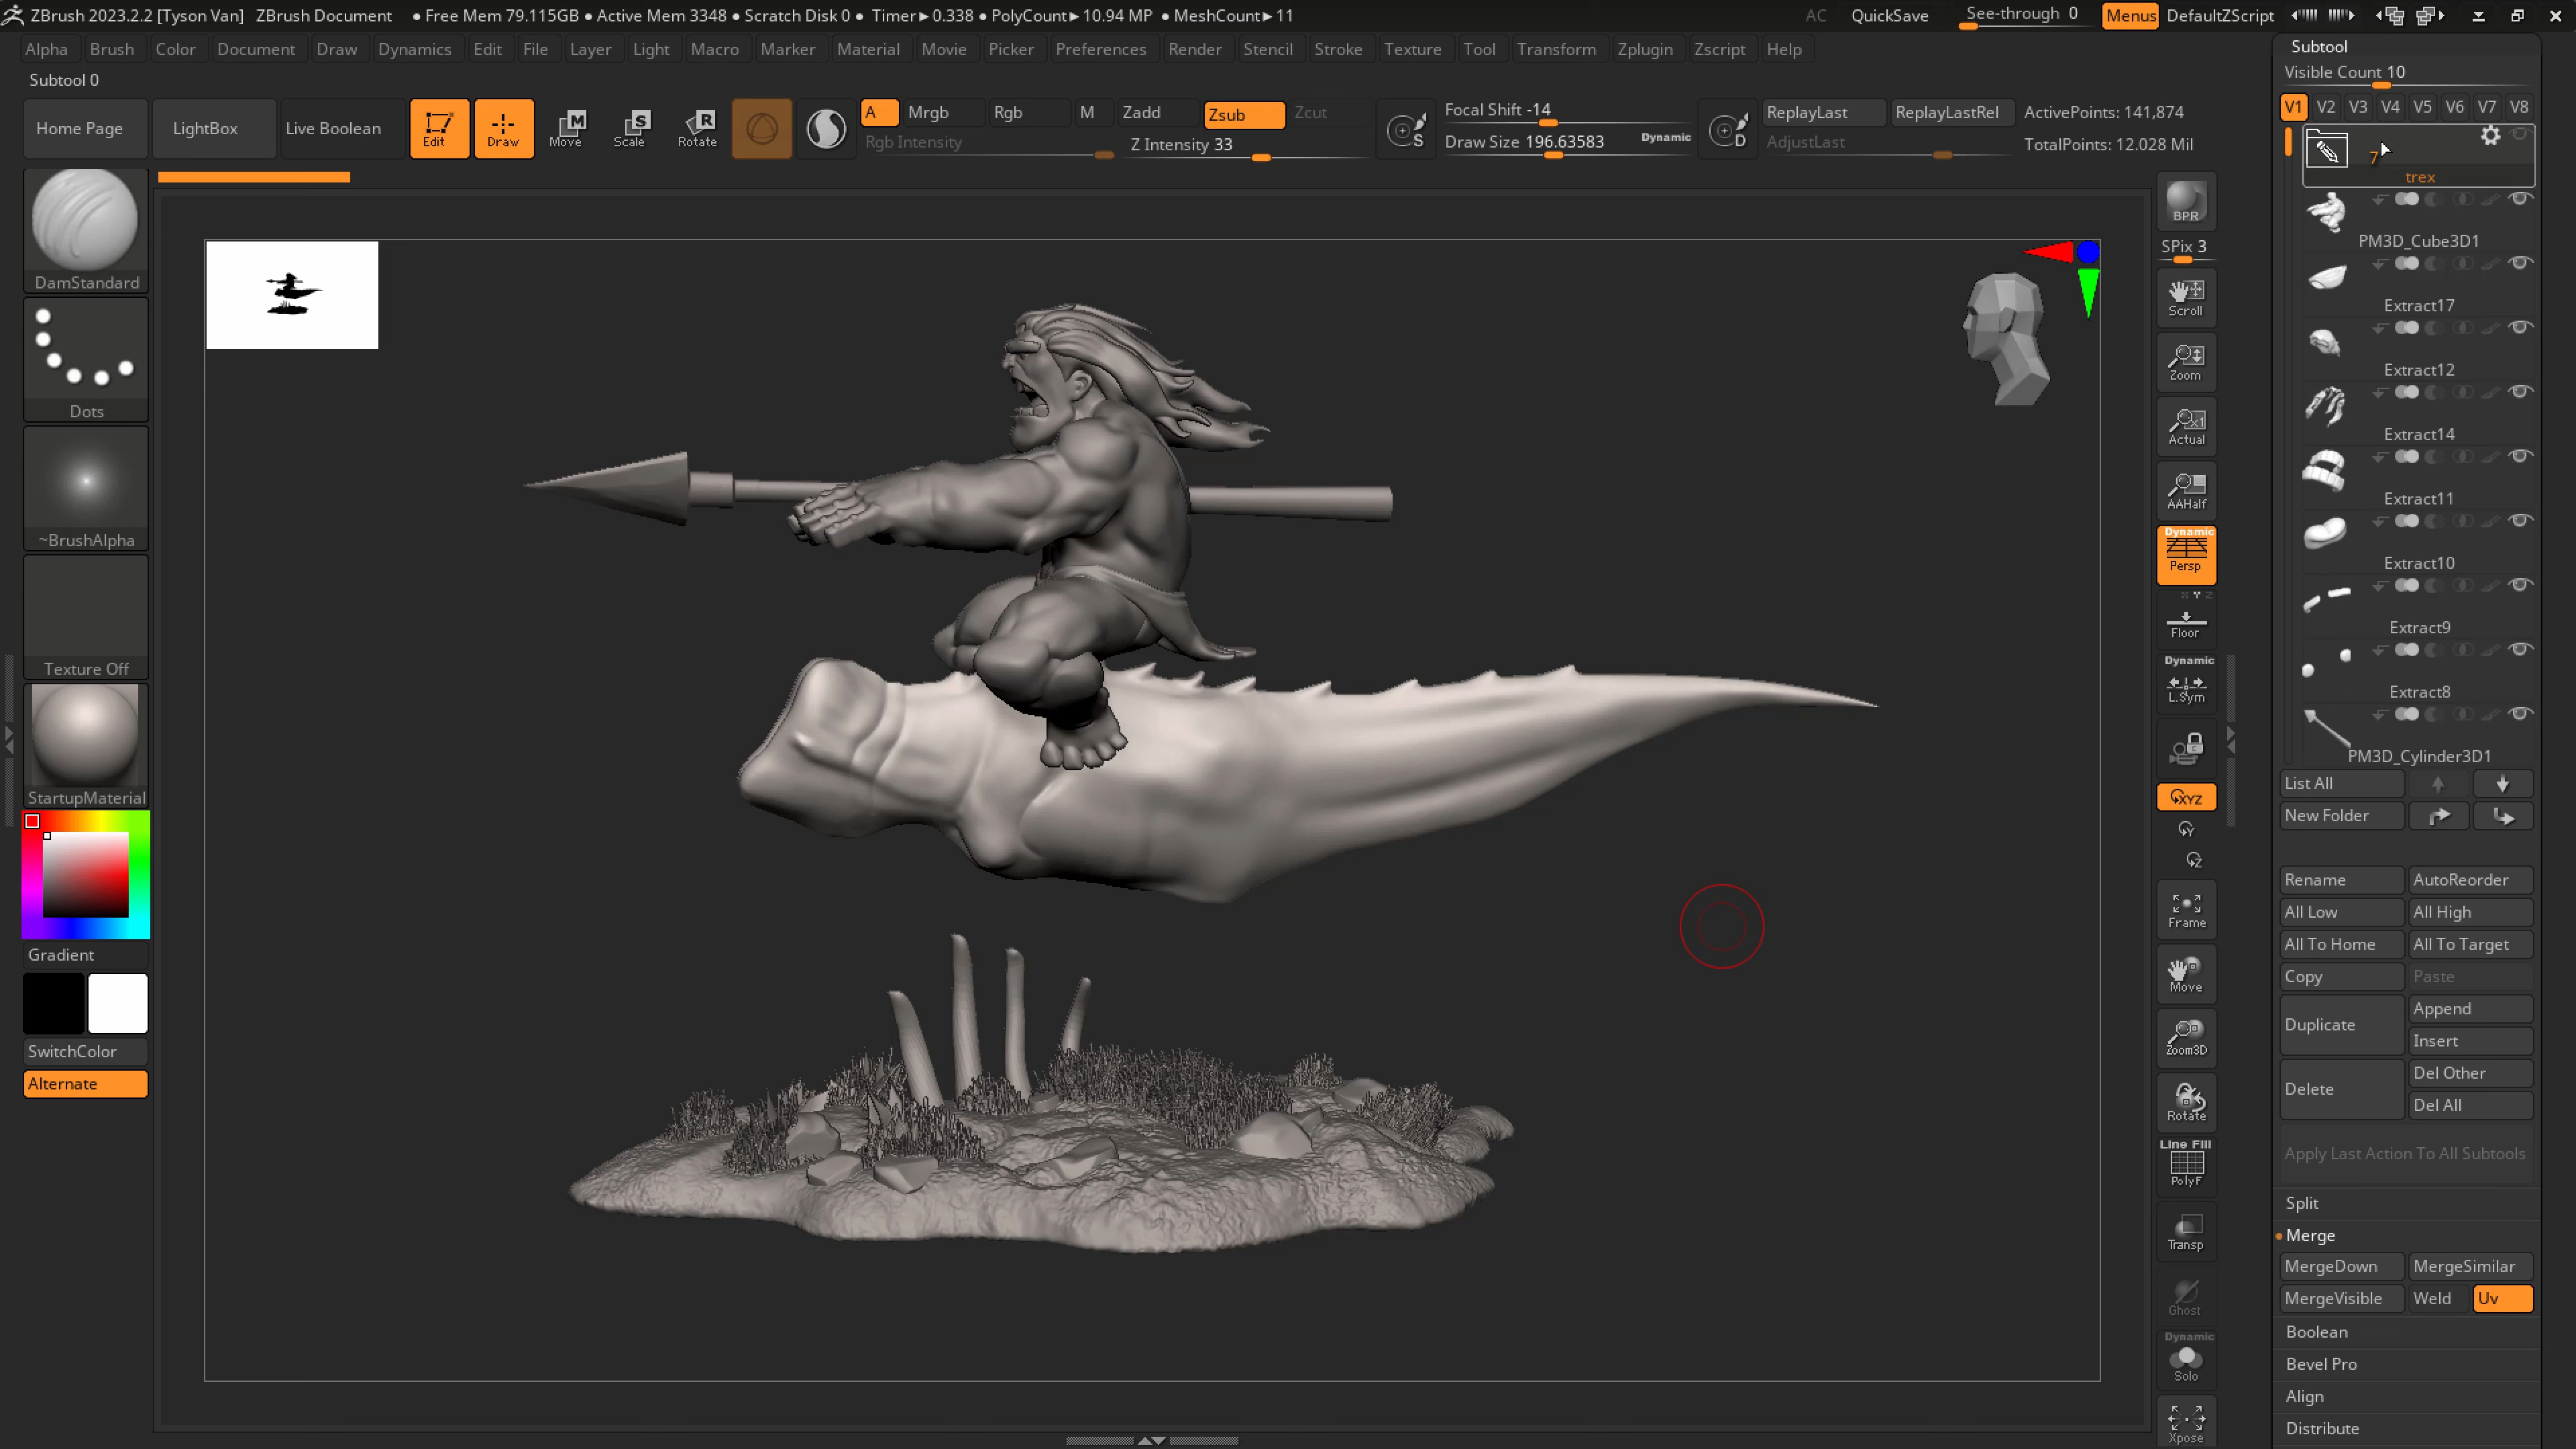 ZBrush 2023.2.2 [Tyson Van] ZBrush Document ● Free Mem 79.115GB ● Active Mem 3348 ● Scratch Disk 0 ● Timer►0.338 ● PolyCount►10.94 MP ● MeshCount►11 AC QuickSave See-through 0 Menus DefaultZScript
Alpha Brush Color Document Draw Dynamics Edit File Layer Light Macro Marker Material Movie Picker Preferences Render Stencil Stroke Texture Tool Transform Zplugin Zscript Help
Subtool 0
Home Page LightBox Live Boolean Edit Draw Move Scale Rotate
M S R
A Mrgb Rgb M Zadd Zsub Zcut
Rgb Intensity Z Intensity 33
S Focal Shift -14
Draw Size 196.63583 Dynamic
D ReplayLast ReplayLastRel
AdjustLast
ActivePoints: 141,874
TotalPoints: 12.028 Mil
DamStandard
Dots
~BrushAlpha
Texture Off
StartupMaterial
Gradient
SwitchColor
Alternate
BPR
SPix 3
Scroll
Zoom
x1
Actual
AAHalf
Dynamic
Persp
X Y Z
Floor
Dynamic
L.Sym
XYZ
Y
Z
Frame
Move
Zoom3D
Rotate
Line Fill
PolyF
Transp
Ghost
Dynamic
Solo
Xpose
Subtool
Visible Count 10
V1 V2 V3 V4 V5 V6 V7 V8
7
trex
PM3D_Cube3D1
Extract17
Extract12
Extract14
Extract11
Extract10
Extract9
Extract8
PM3D_Cylinder3D1
List All
New Folder
Rename AutoReorder
All Low All High
All To Home All To Target
Copy Paste
Duplicate Append
Insert
Delete Del Other
Del All
Apply Last Action To All Subtools
Split
Merge
MergeDown MergeSimilar
MergeVisible Weld Uv
Boolean
Bevel Pro
Align
Distribute